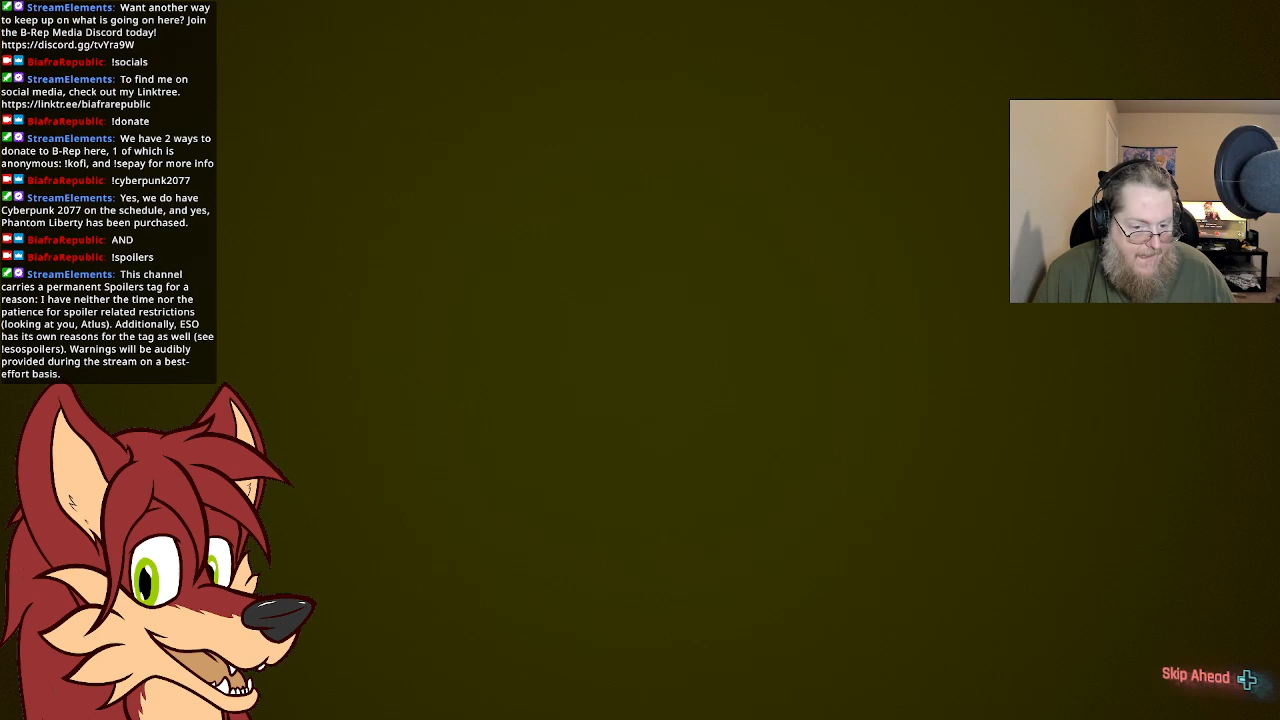 StreamElements: Want another way
to keep up on what is going on here? Join
the B-Rep Media Discord today!
https://discord.gg/tvYra9W
BiafraRepublic: !socials
StreamElements: To find me on
social media, check out my Linktree.
https://linktr.ee/biafrarepublic
BiafraRepublic: !donate
StreamElements: We have 2 ways to
donate to B-Rep here, 1 of which is
anonymous: !kofi, and !sepay for more info
BiafraRepublic: !cyberpunk2077
StreamElements: Yes, we do have
Cyberpunk 2077 on the schedule, and yes,
Phantom Liberty has been purchased.
BiafraRepublic: AND
BiafraRepublic: !spoilers
StreamElements: This channel
carries a permanent Spoilers tag for a
reason: I have neither the time nor the
patience for spoiler related restrictions
(looking at you, Atlus). Additionally, ESO
has its own reasons for the tag as well (see
!esospoilers). Warnings will be audibly
provided during the stream on a best-
effort basis.
Skip Ahead